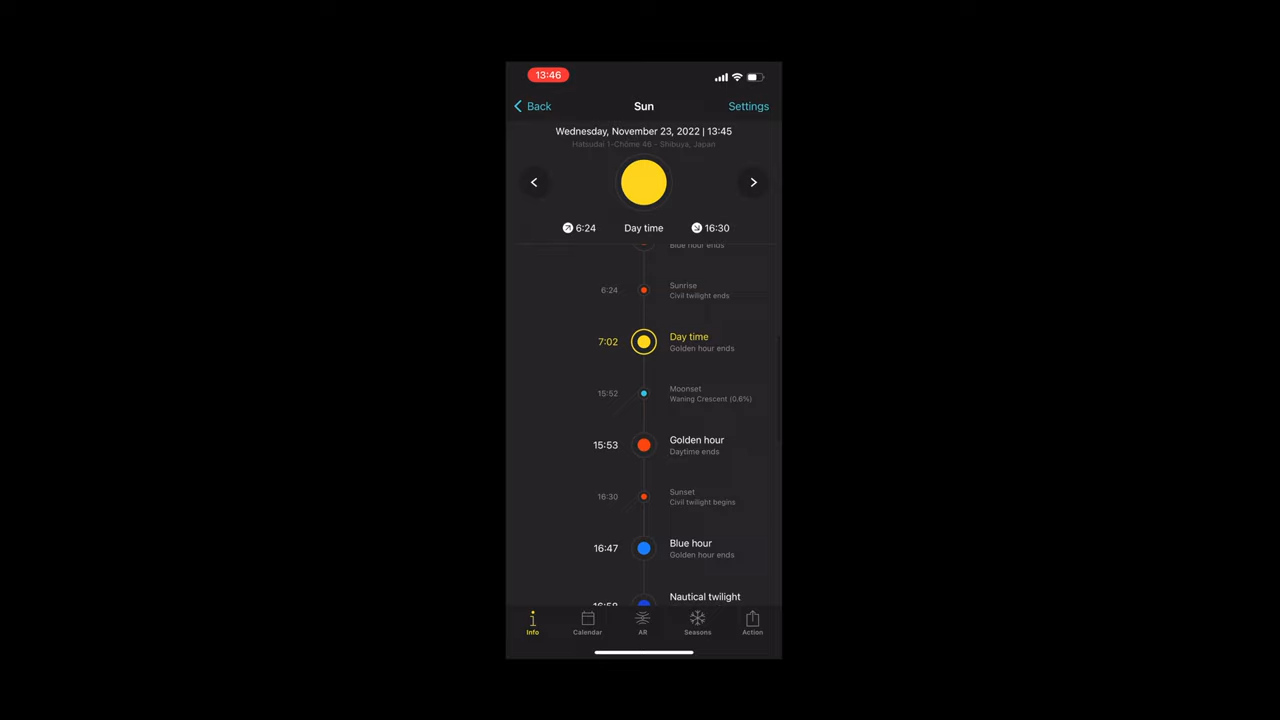 13:46
Back
Sun
Settings
Wednesday, November 23, 2022 | 13:45
Hatsudai 1-Chōme 46 - Shibuya, Japan
6:24
Day time
16:30
Blue hour ends
6:24
Sunrise
Civil twilight ends
7:02
Day time
Golden hour ends
15:52
Moonset
Waning Crescent (0.6%)
15:53
Golden hour
Daytime ends
16:30
Sunset
Civil twilight begins
16:47
Blue hour
Golden hour ends
Nautical twilight
Info
Calendar
AR
Seasons
Action